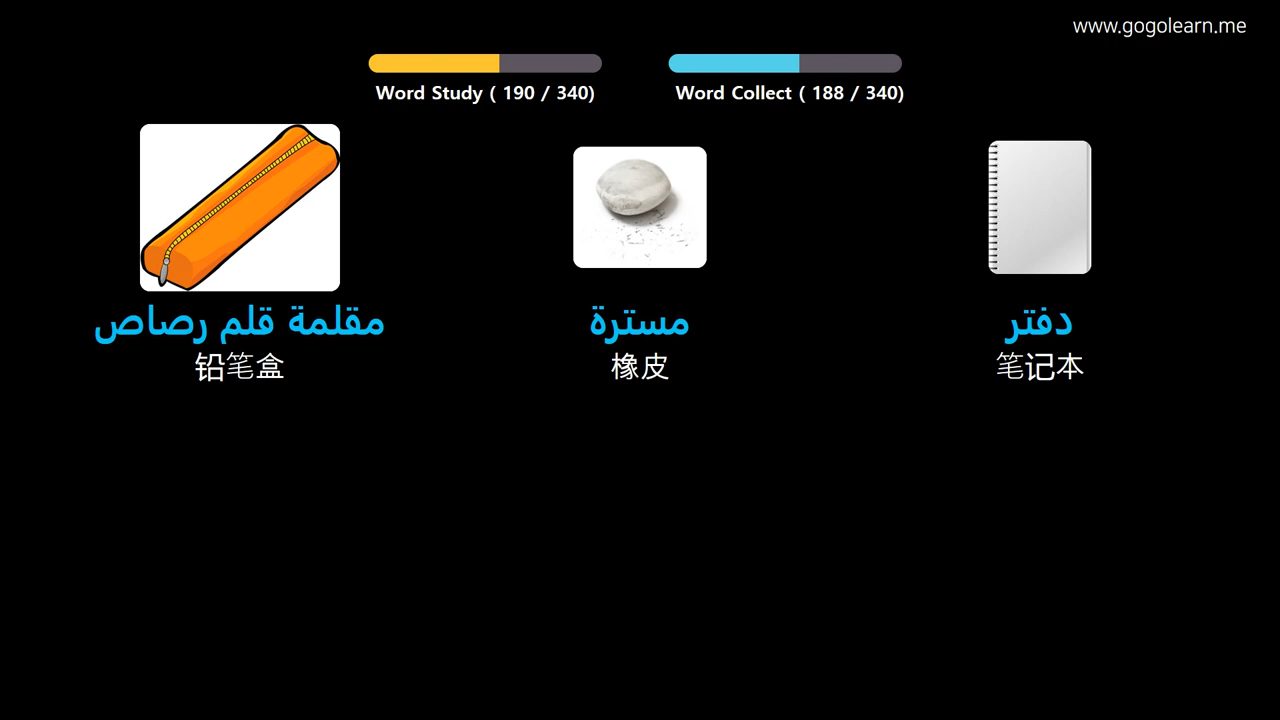 www.gogolearn.me
Word Study ( 190 / 340)
Word Collect ( 188 / 340)
مقلمة قلم رصاص
铅笔盒
مسترة
橡皮
دفتر
笔记本